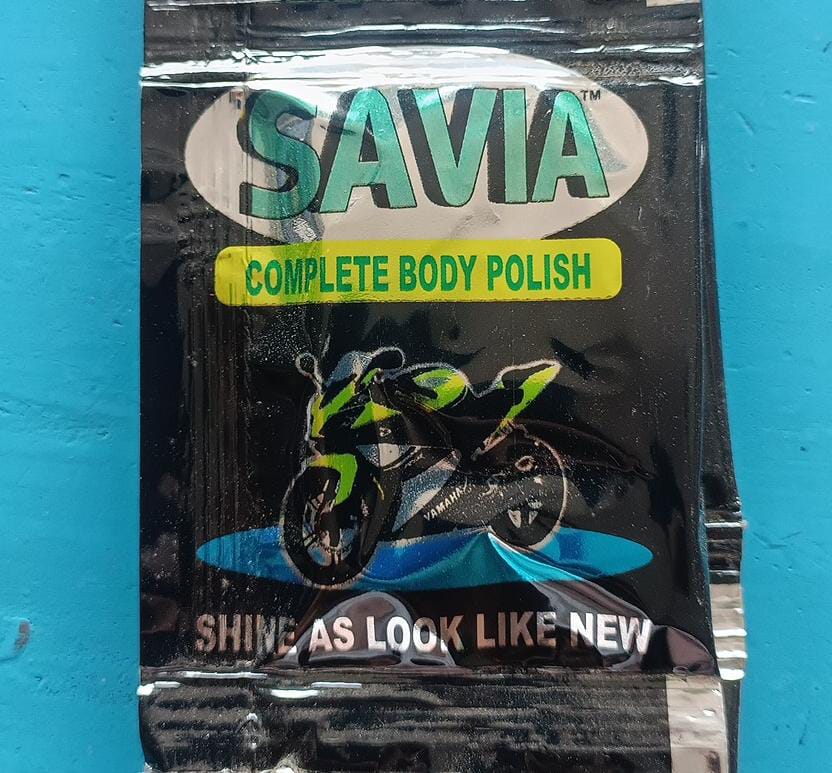 SAVIA™
COMPLETE BODY POLISH
YAMAHA
SHINE AS LOOK LIKE NEW